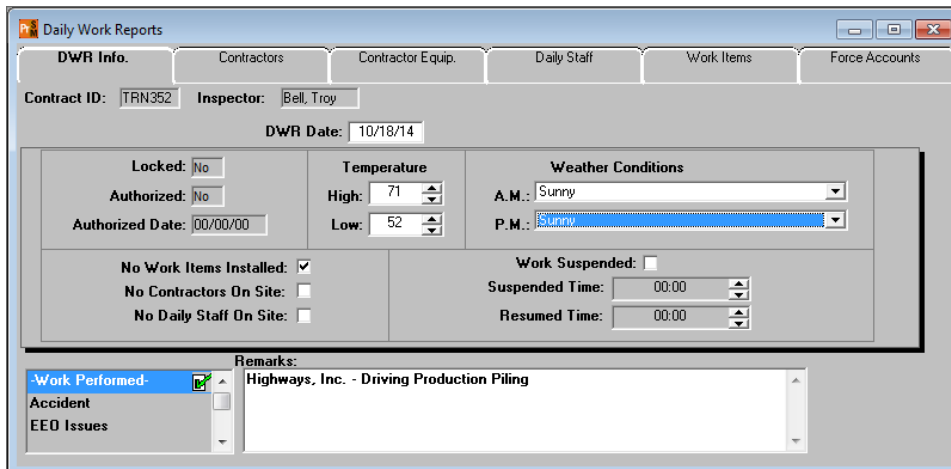 Daily Work Reports
DWR Info. Contractors Contractor Equip. Daily Staff Work Items Force Accounts
Contract ID: TRN352 Inspector: Bell, Troy
DWR Date: 10/18/14
Locked: No Temperature Weather Conditions
Authorized: No High: 71 A.M.: Sunny
Authorized Date: 00/00/00 Low: 52 P.M.: Sunny
No Work Items Installed: Work Suspended:
No Contractors On Site: Suspended Time: 00:00
No Daily Staff On Site: Resumed Time: 00:00
Remarks:
-Work Performed- Highways, Inc. - Driving Production Piling
Accident
EEO Issues